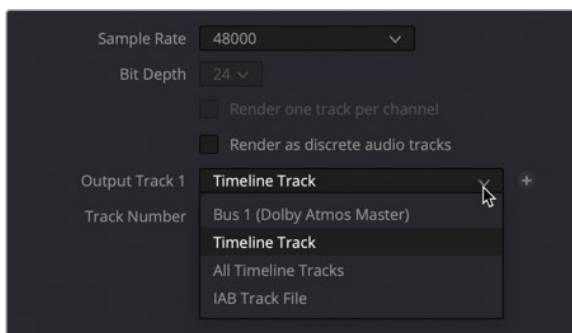 Sample Rate 48000
Bit Depth 24
Render one track per channel
Render as discrete audio tracks
Output Track 1 Timeline Track
Track Number Bus 1 (Dolby Atmos Master)
Timeline Track
All Timeline Tracks
IAB Track File